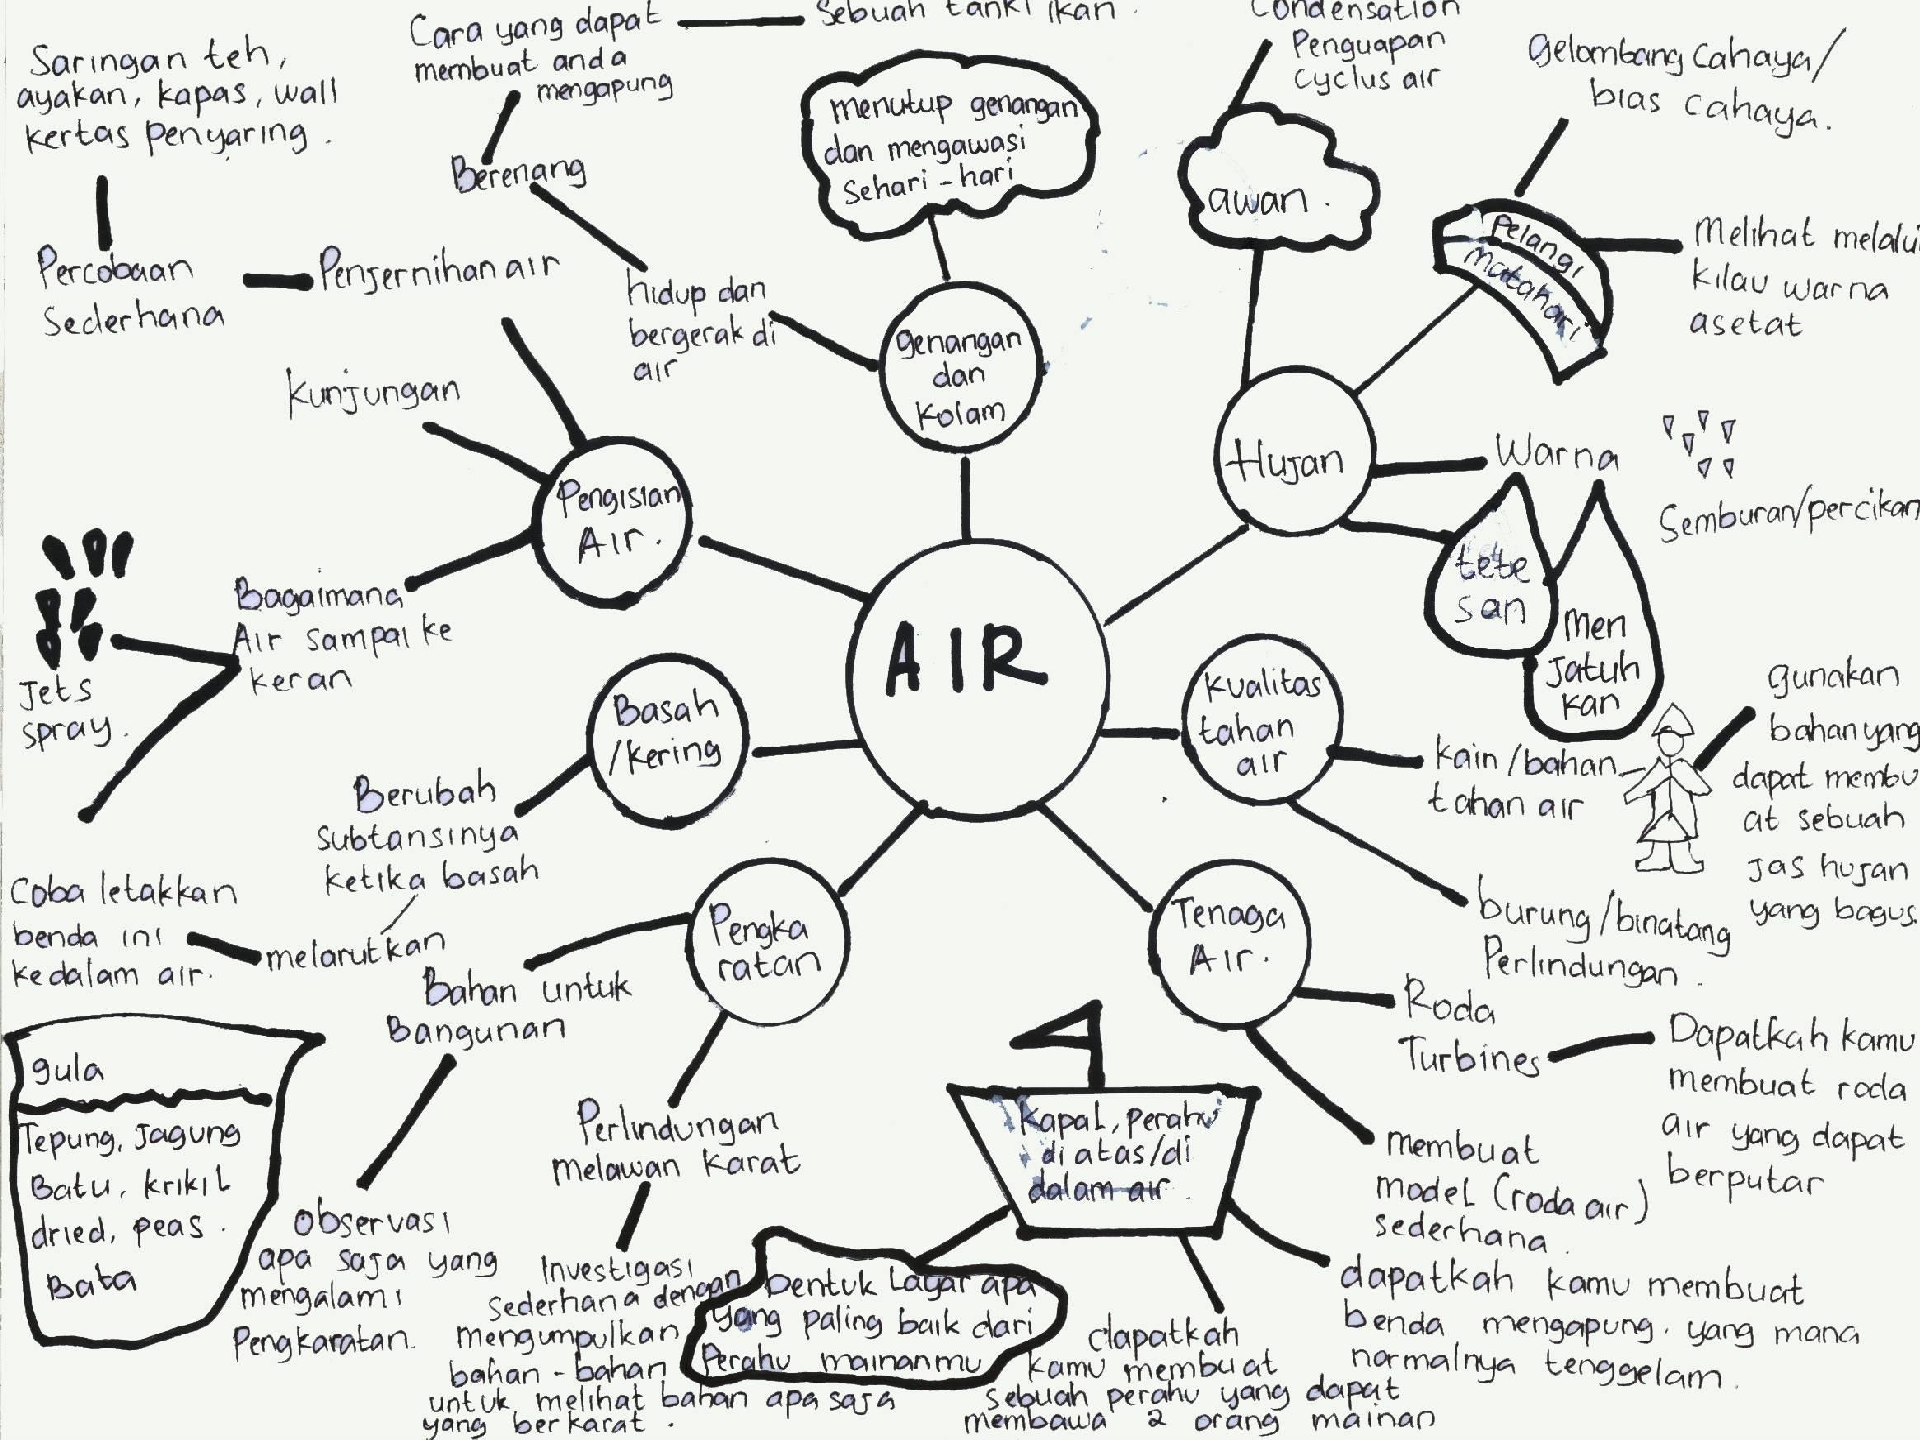 Saringan teh,
ayakan, kapas, wall
kertas penyaring.
Percobaan
Sederhana
Penjernihan air
Kunjungan
Cara yang dapat
membuat anda
mengapung
Sebuah tanki ikan.
Berenang
hidup dan
bergerak di
air
menutup genangan
dan mengawasi
Sehari-hari
Genangan
dan
Kolam
Condensation
Penguapan
cyclus air
awan.
Gelombang cahaya/
bias cahaya.
Pelangi
matahari
Melihat melalui
kilau warna
asetat
Hujan
Warna
Semburan/percikan
tete
san
Men
jatuh
kan
Pengisian
Air.
Bagaimana
Air sampai ke
keran
Jets
spray.
AIR
Basah
/kering
Berubah
subtansinya
ketika basah
melarutkan
Coba letakkan
benda ini
kedalam air.
gula
Tepung, Jagung
Batu, krikil
dried, peas.
Bata
Kualitas
tahan
air
kain/bahan
tahan air
gunakan
bahan yang
dapat membu
at sebuah
jas hujan
yang bagus.
burung/binatang
Perlindungan.
Pengka
ratan
Bahan untuk
Bangunan
Observasi
apa saja yang
mengalami
Pengkaratan.
Perlindungan
melawan karat
Investigasi
Sederhana dengan
mengumpulkan
bahan-bahan
untuk melihat bahan apa saja
yang berkarat.
Tenaga
Air.
Roda
Turbines
Dapatkah kamu
membuat roda
air yang dapat
berputar
membuat
model (roda air)
sederhana.
Kapal, perahu
diatas/di
dalam air
bentuk Layar apa
yang paling baik dari
Perahu mainanmu
dapatkah
kamu membuat
sebuah perahu yang dapat
membawa 2 orang mainan
dapatkah kamu membuat
benda mengapung. yang mana
normalnya tenggelam.